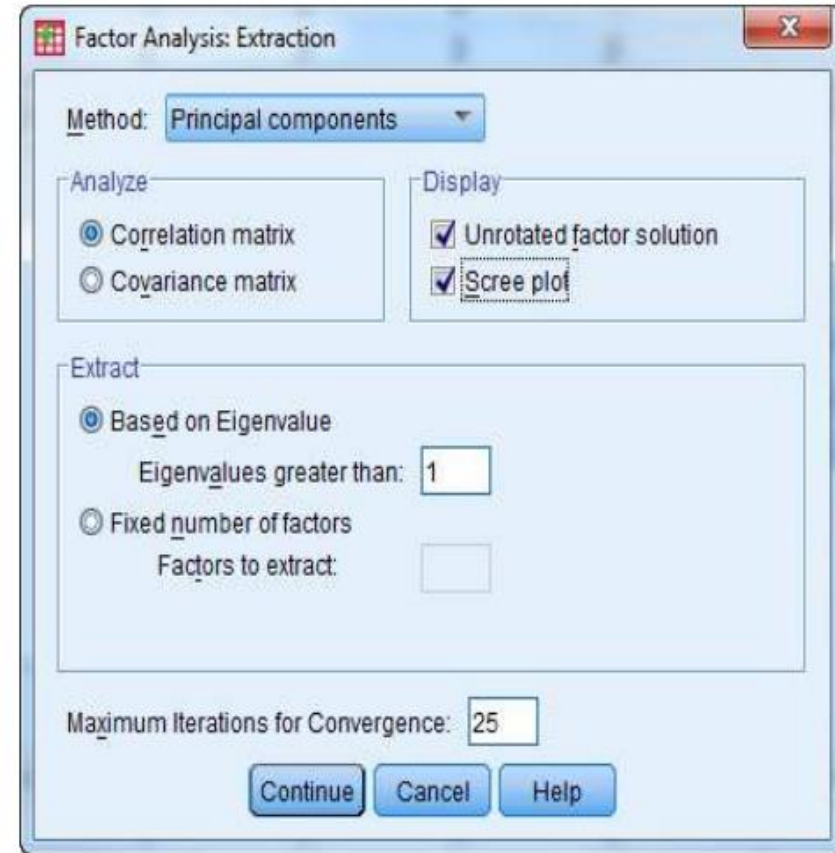 Factor Analysis: Extraction
Method: Principal components
Analyze
Correlation matrix
Covariance matrix
Display
Unrotated factor solution
Scree plot
Extract
Based on Eigenvalue
Eigenvalues greater than: 1
Fixed number of factors
Factors to extract:
Maximum Iterations for Convergence: 25
Continue Cancel Help